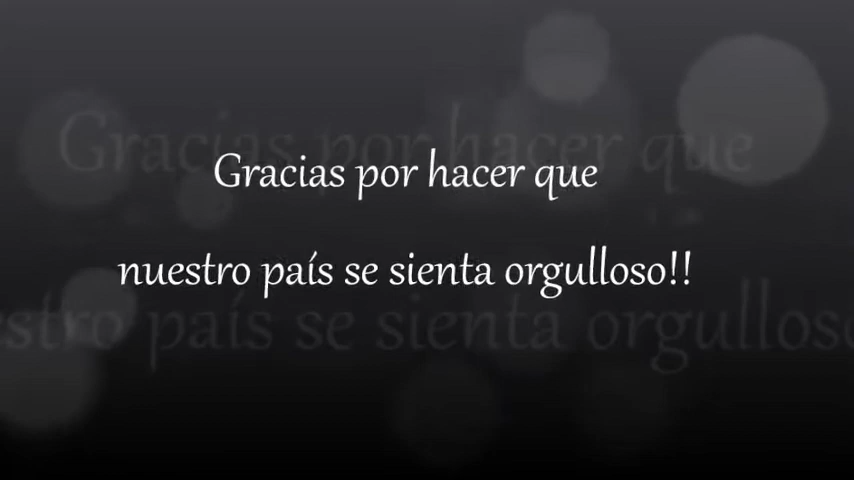 Gracias por hacer que
nuestro país se sienta orgulloso!!